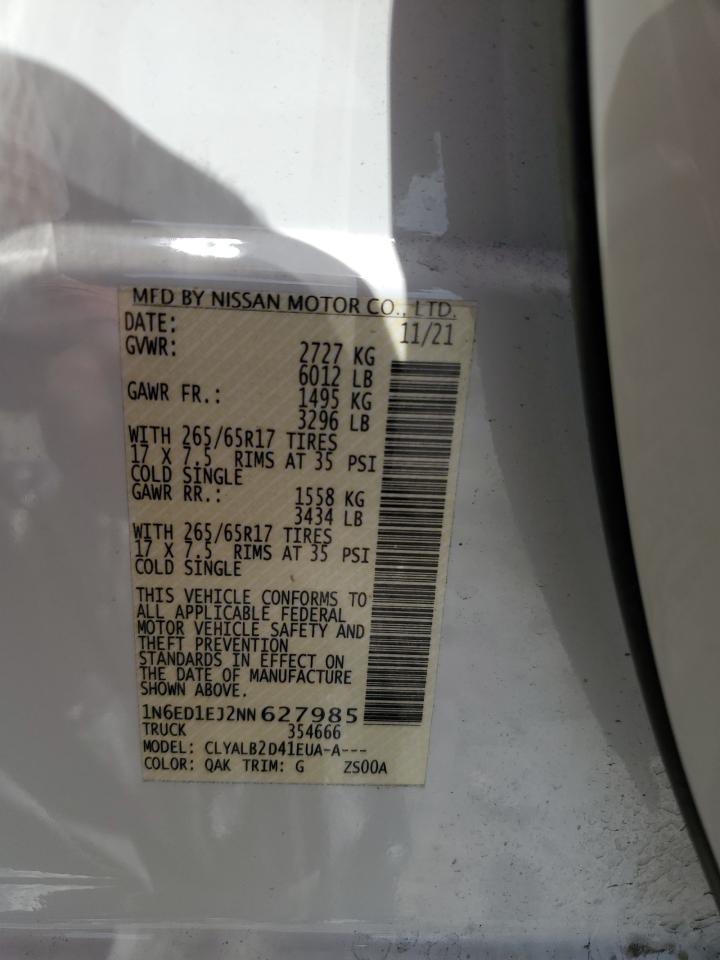 MFD BY NISSAN MOTOR CO., LTD.
DATE: 11/21
GVWR: 2727 KG
6012 LB
GAWR FR.: 1495 KG
3296 LB
WITH 265/65R17 TIRES
17 X 7.5 RIMS AT 35 PSI
COLD SINGLE
GAWR RR.: 1558 KG
3434 LB
WITH 265/65R17 TIRES
17 X 7.5 RIMS AT 35 PSI
COLD SINGLE
THIS VEHICLE CONFORMS TO
ALL APPLICABLE FEDERAL
MOTOR VEHICLE SAFETY AND
THEFT PREVENTION
STANDARDS IN EFFECT ON
THE DATE OF MANUFACTURE
SHOWN ABOVE.
1N6ED1EJ2NN627985
TRUCK 354666
MODEL: CLYALB2D41EUA-A---
COLOR: QAK TRIM: G ZS00A